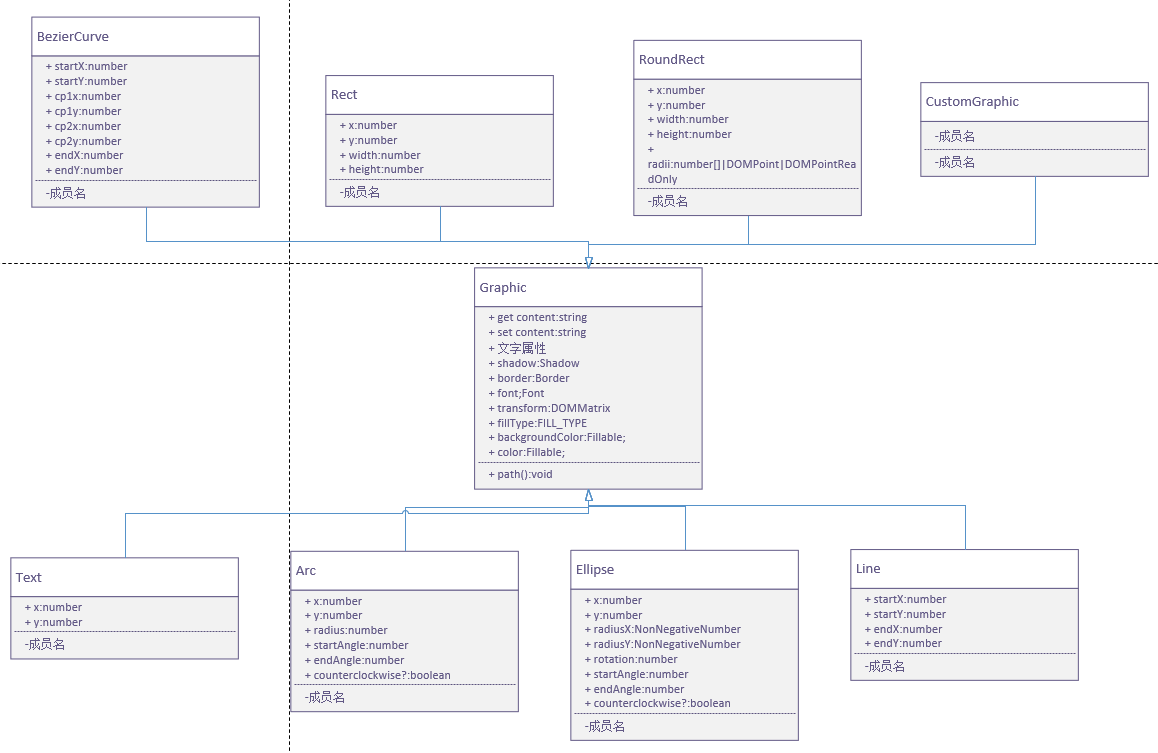 BezierCurve
+ startX:number
+ startY:number
+ cp1x:number
+ cp1y:number
+ cp2x:number
+ cp2y:number
+ endX:number
+ endY:number
-成员名
Rect
+ x:number
+ y:number
+ width:number
+ height:number
-成员名
RoundRect
+ x:number
+ y:number
+ width:number
+ height:number
+
radii:number[]|DOMPoint|DOMPointRea
dOnly
-成员名
CustomGraphic
-成员名
-成员名
Graphic
+ get content:string
+ set content:string
+ 文字属性
+ shadow:Shadow
+ border:Border
+ font;Font
+ transform:DOMMatrix
+ fillType:FILL_TYPE
+ backgroundColor:Fillable;
+ color:Fillable;
+ path():void
Text
+ x:number
+ y:number
-成员名
Arc
+ x:number
+ y:number
+ radius:number
+ startAngle:number
+ endAngle:number
+ counterclockwise?:boolean
-成员名
Ellipse
+ x:number
+ y:number
+ radiusX:NonNegativeNumber
+ radiusY:NonNegativeNumber
+ rotation:number
+ startAngle:number
+ endAngle:number
+ counterclockwise?:boolean
-成员名
Line
+ startX:number
+ startY:number
+ endX:number
+ endY:number
-成员名